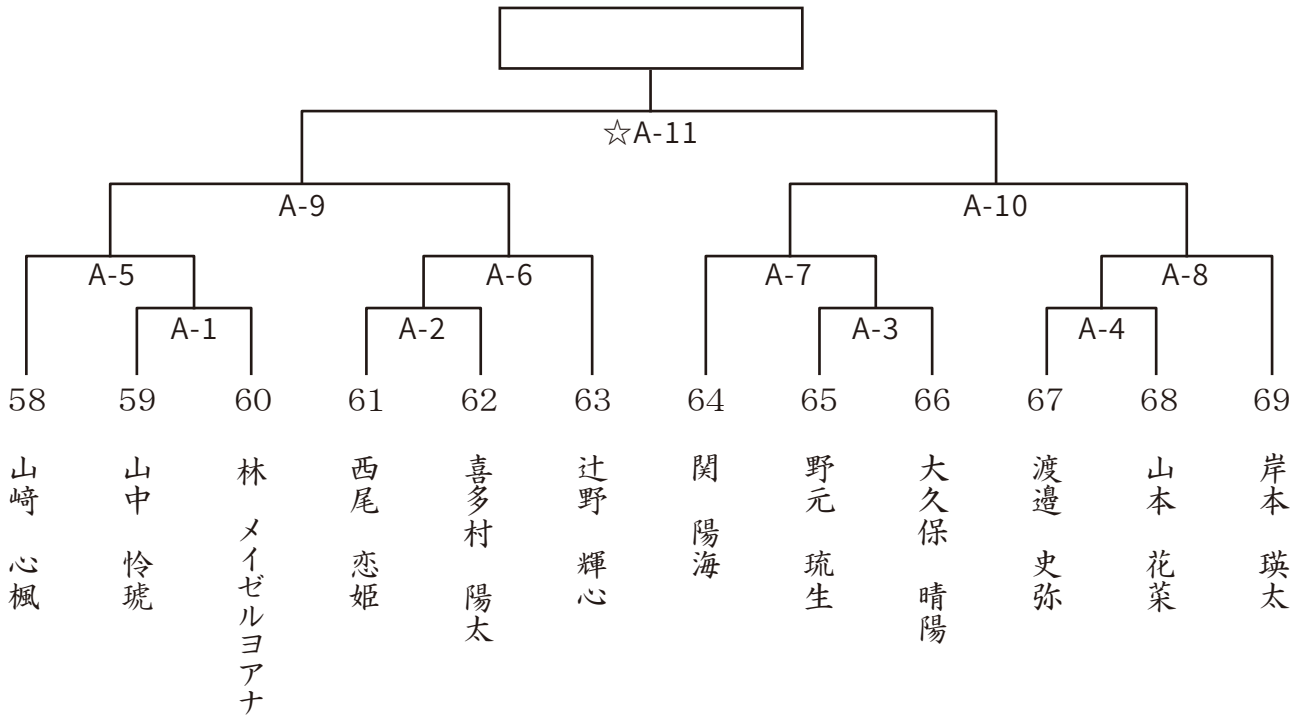 ☆A-11
A-9
A-10
A-5
A-6
A-7
A-8
A-1
A-2
A-3
A-4
58
59
60
61
62
63
64
65
66
67
68
69
山﨑 心楓
山中 怜琥
林 メイゼルヨアナ
西尾 恋姫
喜多村 陽太
辻野 輝心
関 陽海
野元 琉生
大久保 晴陽
渡邉 史弥
山本 花菜
岸本 瑛太